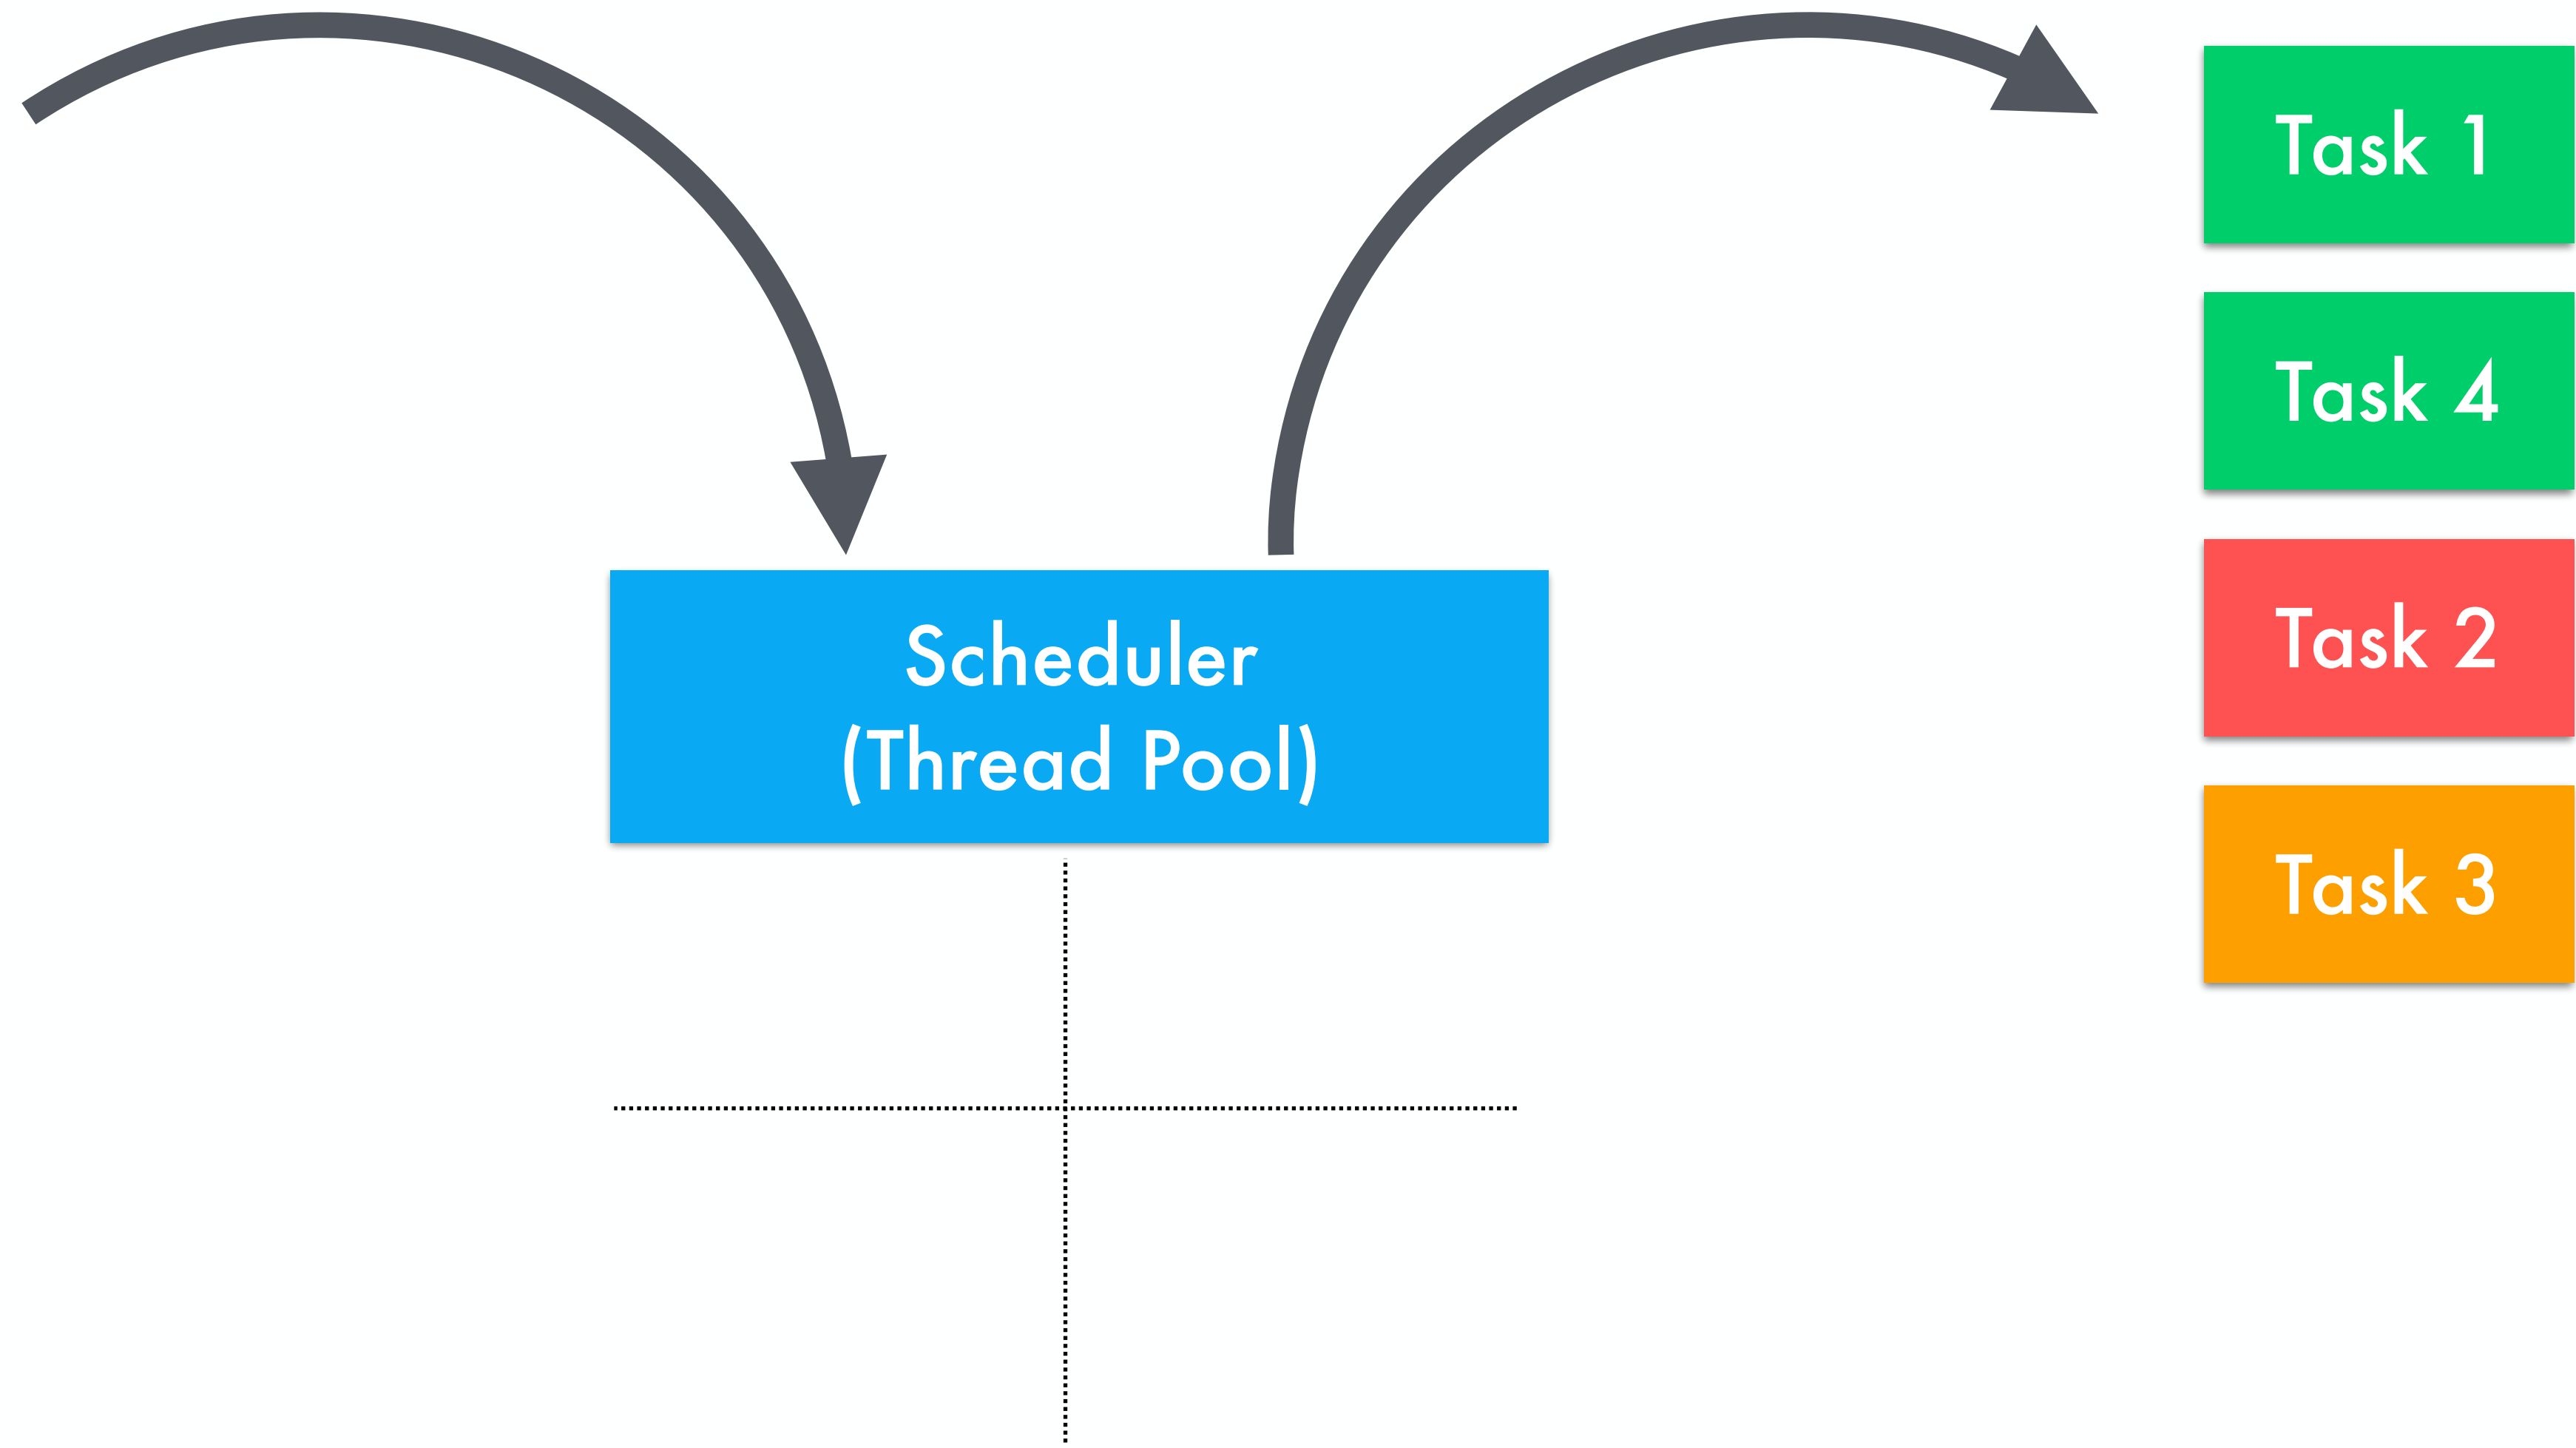 Task 1
Task 4
Scheduler
(Thread Pool)
Task 2
Task 3